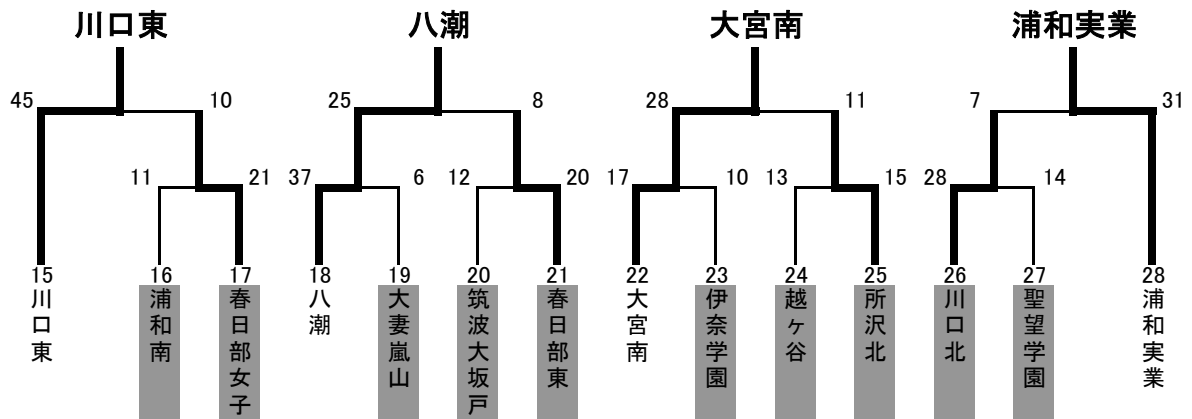 川口東 八潮 大宮南 浦和実業
45 10 25 8 28 11 7 31
11 21 37 6 12 20 17 10 13 15 28 14
15 16 17 18 19 20 21 22 23 24 25 26 27 28
川口東
浦和南
春日部女子
八潮
大妻嵐山
筑波大坂戸
春日部東
大宮南
伊奈学園
越ヶ谷
所沢北
川口北
聖望学園
浦和実業